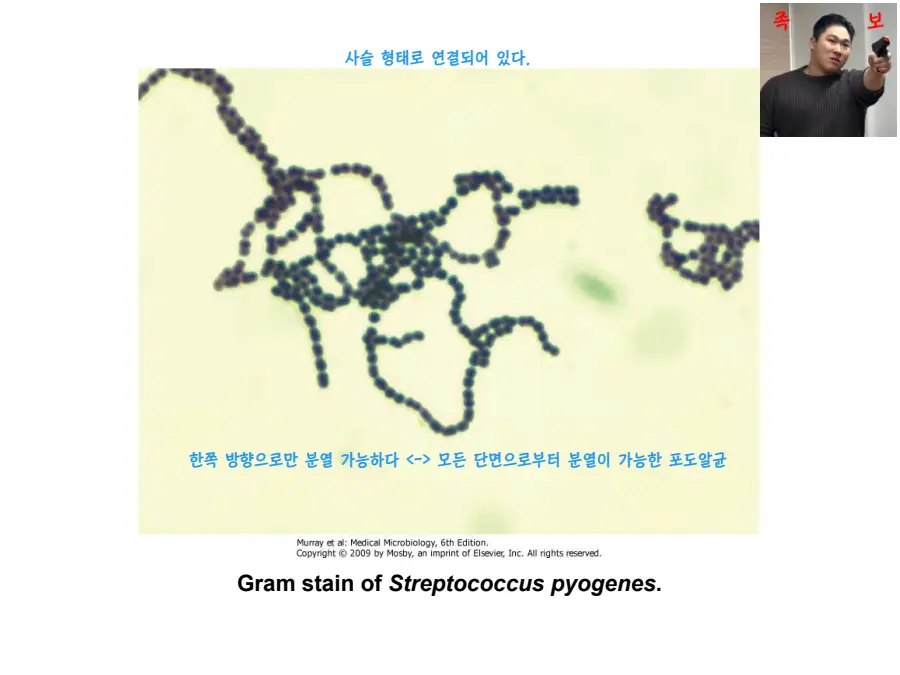 족 보
사슬 형태로 연결되어 있다.
한쪽 방향으로만 분열 가능하다 <-> 모든 단면으로부터 분열이 가능한 포도알균
Murray et al: Medical Microbiology, 6th Edition.
Copyright © 2009 by Mosby, an imprint of Elsevier, Inc. All rights reserved.
Gram stain of Streptococcus pyogenes.